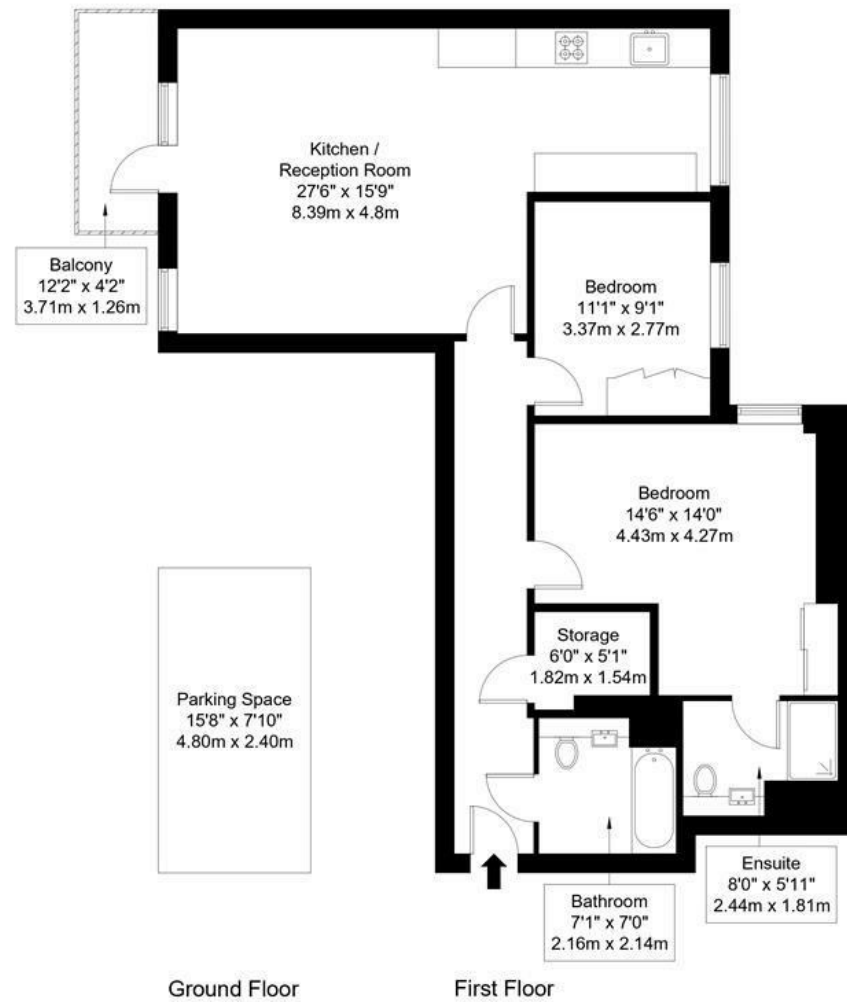 Kitchen /
Reception Room
27'6" x 15'9"
8.39m x 4.8m
Balcony
12'2" x 4'2"
3.71m x 1.26m
Bedroom
11'1" x 9'1"
3.37m x 2.77m
Bedroom
14'6" x 14'0"
4.43m x 4.27m
Storage
6'0" x 5'1"
1.82m x 1.54m
Parking Space
15'8" x 7'10"
4.80m x 2.40m
Ensuite
8'0" x 5'11"
2.44m x 1.81m
Bathroom
7'1" x 7'0"
2.16m x 2.14m
Ground Floor
First Floor